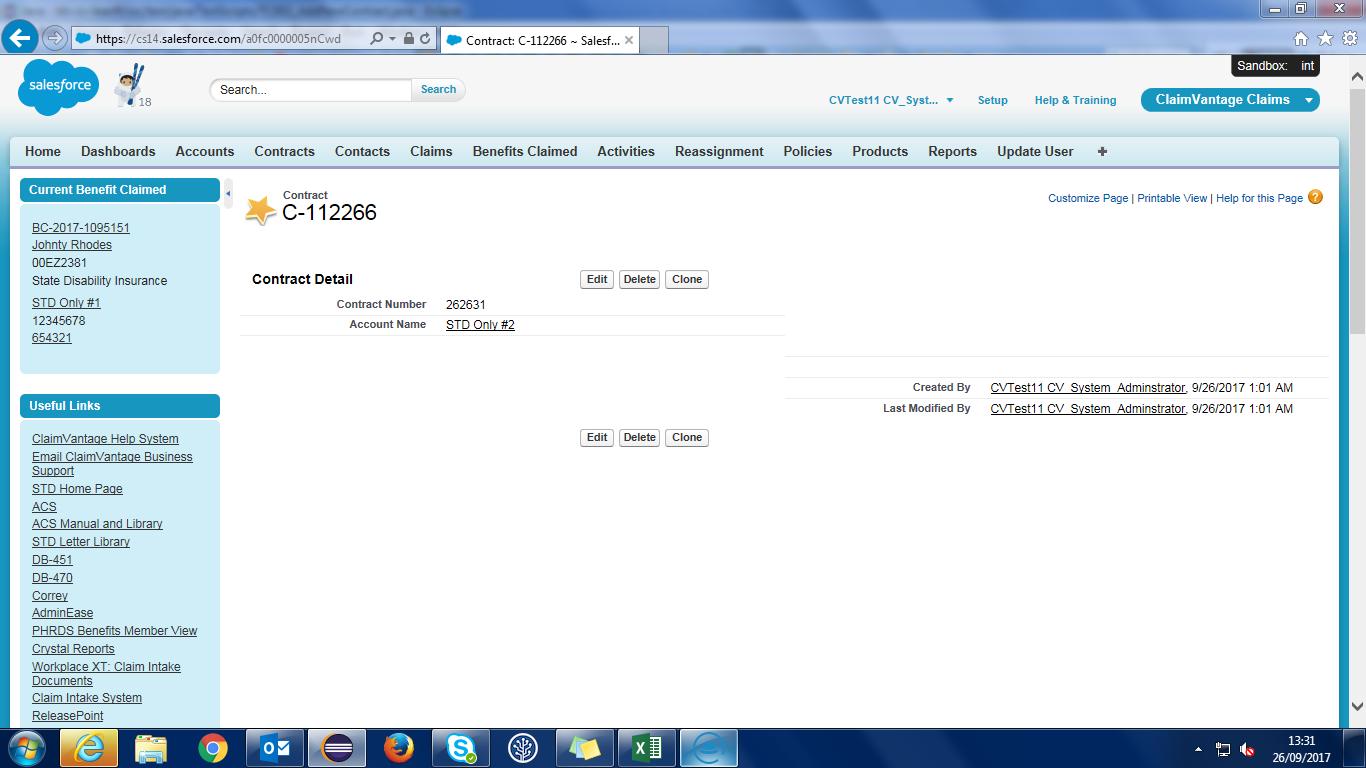 https://cs14.salesforce.com/a0fc0000005nCwd
Contract: C-112266 ~ Salesf...
Sandbox: int
salesforce
18
Search...
Search
CVTest11 CV_Syst...
Setup
Help & Training
ClaimVantage Claims
Home Dashboards Accounts Contracts Contacts Claims Benefits Claimed Activities Reassignment Policies Products Reports Update User +
Current Benefit Claimed
BC-2017-1095151
Johnty Rhodes
00EZ2381
State Disability Insurance
STD Only #1
12345678
654321
Useful Links
ClaimVantage Help System
Email ClaimVantage Business
Support
STD Home Page
ACS
ACS Manual and Library
STD Letter Library
DB-451
DB-470
Correy
AdminEase
PHRDS Benefits Member View
Crystal Reports
Workplace XT: Claim Intake
Documents
Claim Intake System
ReleasePoint
Contract
C-112266
Customize Page | Printable View | Help for this Page ?
Contract Detail
Edit Delete Clone
Contract Number 262631
Account Name STD Only #2
Created By CVTest11 CV_System_Adminstrator, 9/26/2017 1:01 AM
Last Modified By CVTest11 CV_System_Adminstrator, 9/26/2017 1:01 AM
Edit Delete Clone
13:31
26/09/2017